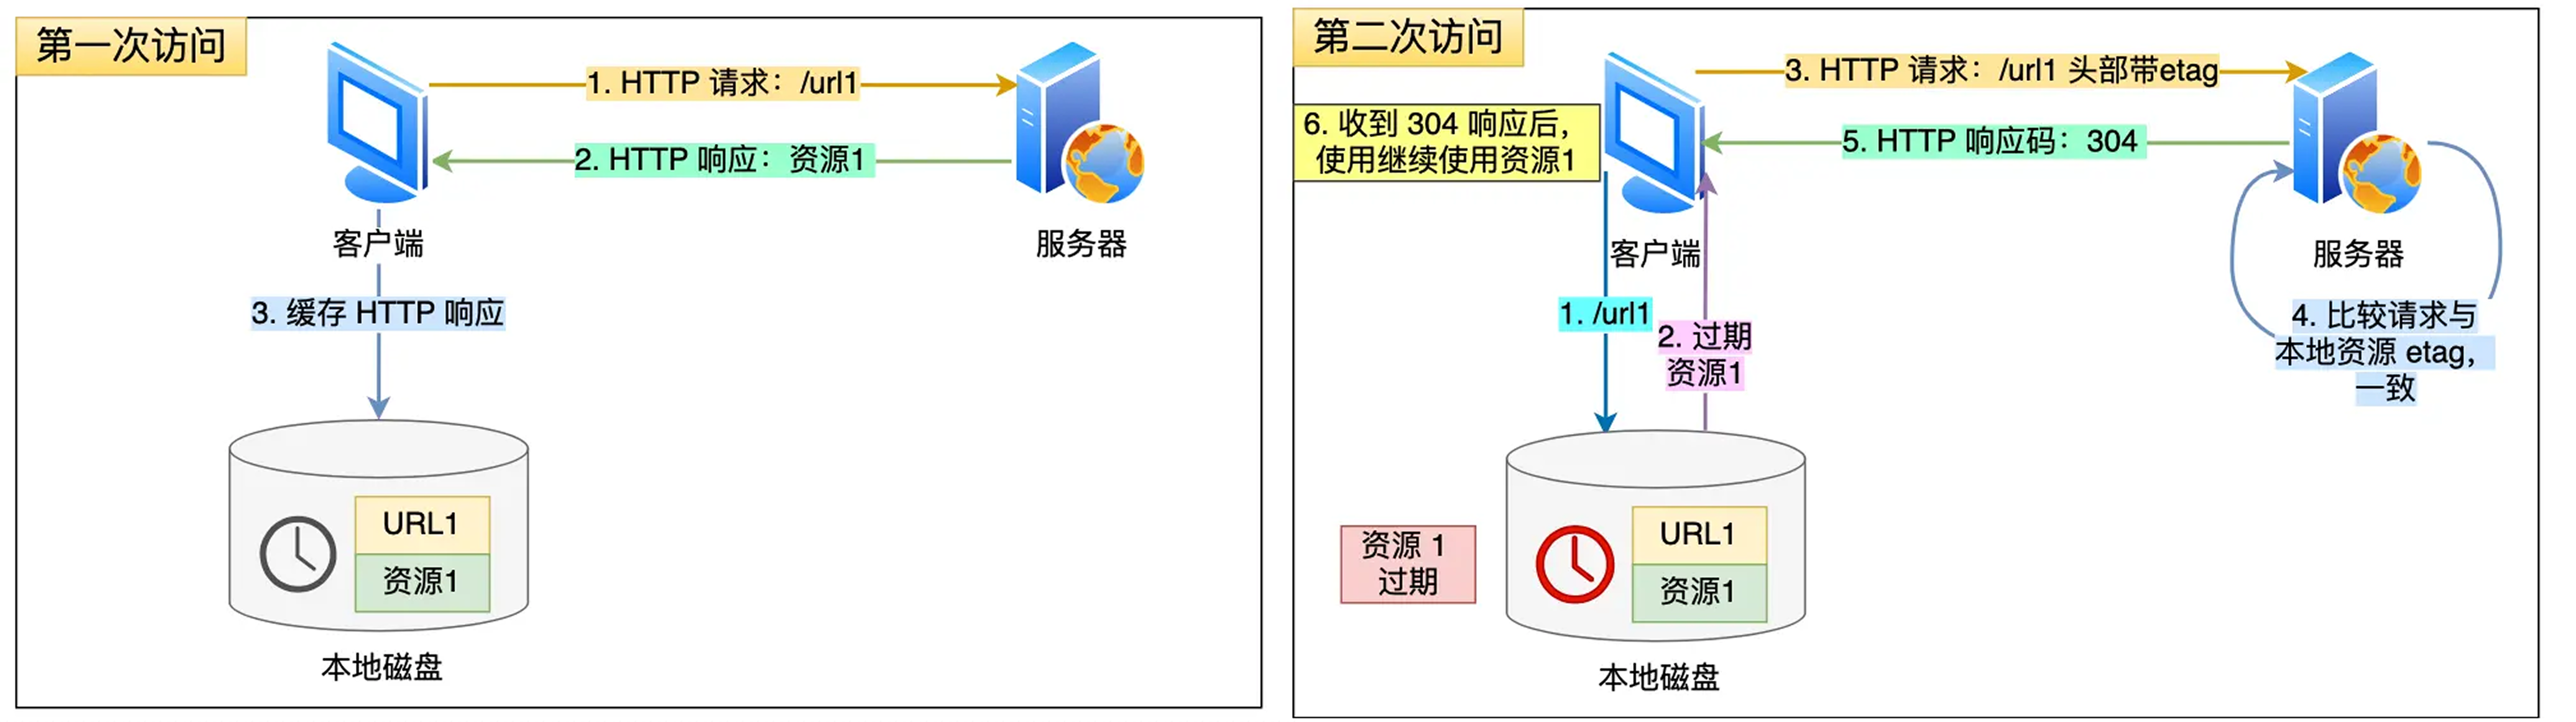 第一次访问
1. HTTP 请求：/url1
2. HTTP 响应：资源1
客户端
服务器
3. 缓存 HTTP 响应
URL1
资源1
本地磁盘
第二次访问
3. HTTP 请求：/url1 头部带etag
6. 收到 304 响应后，
使用继续使用资源1
5. HTTP 响应码：304
客户端
服务器
1. /url1
2. 过期
资源1
4. 比较请求与
本地资源 etag，
一致
资源 1
过期
URL1
资源1
本地磁盘